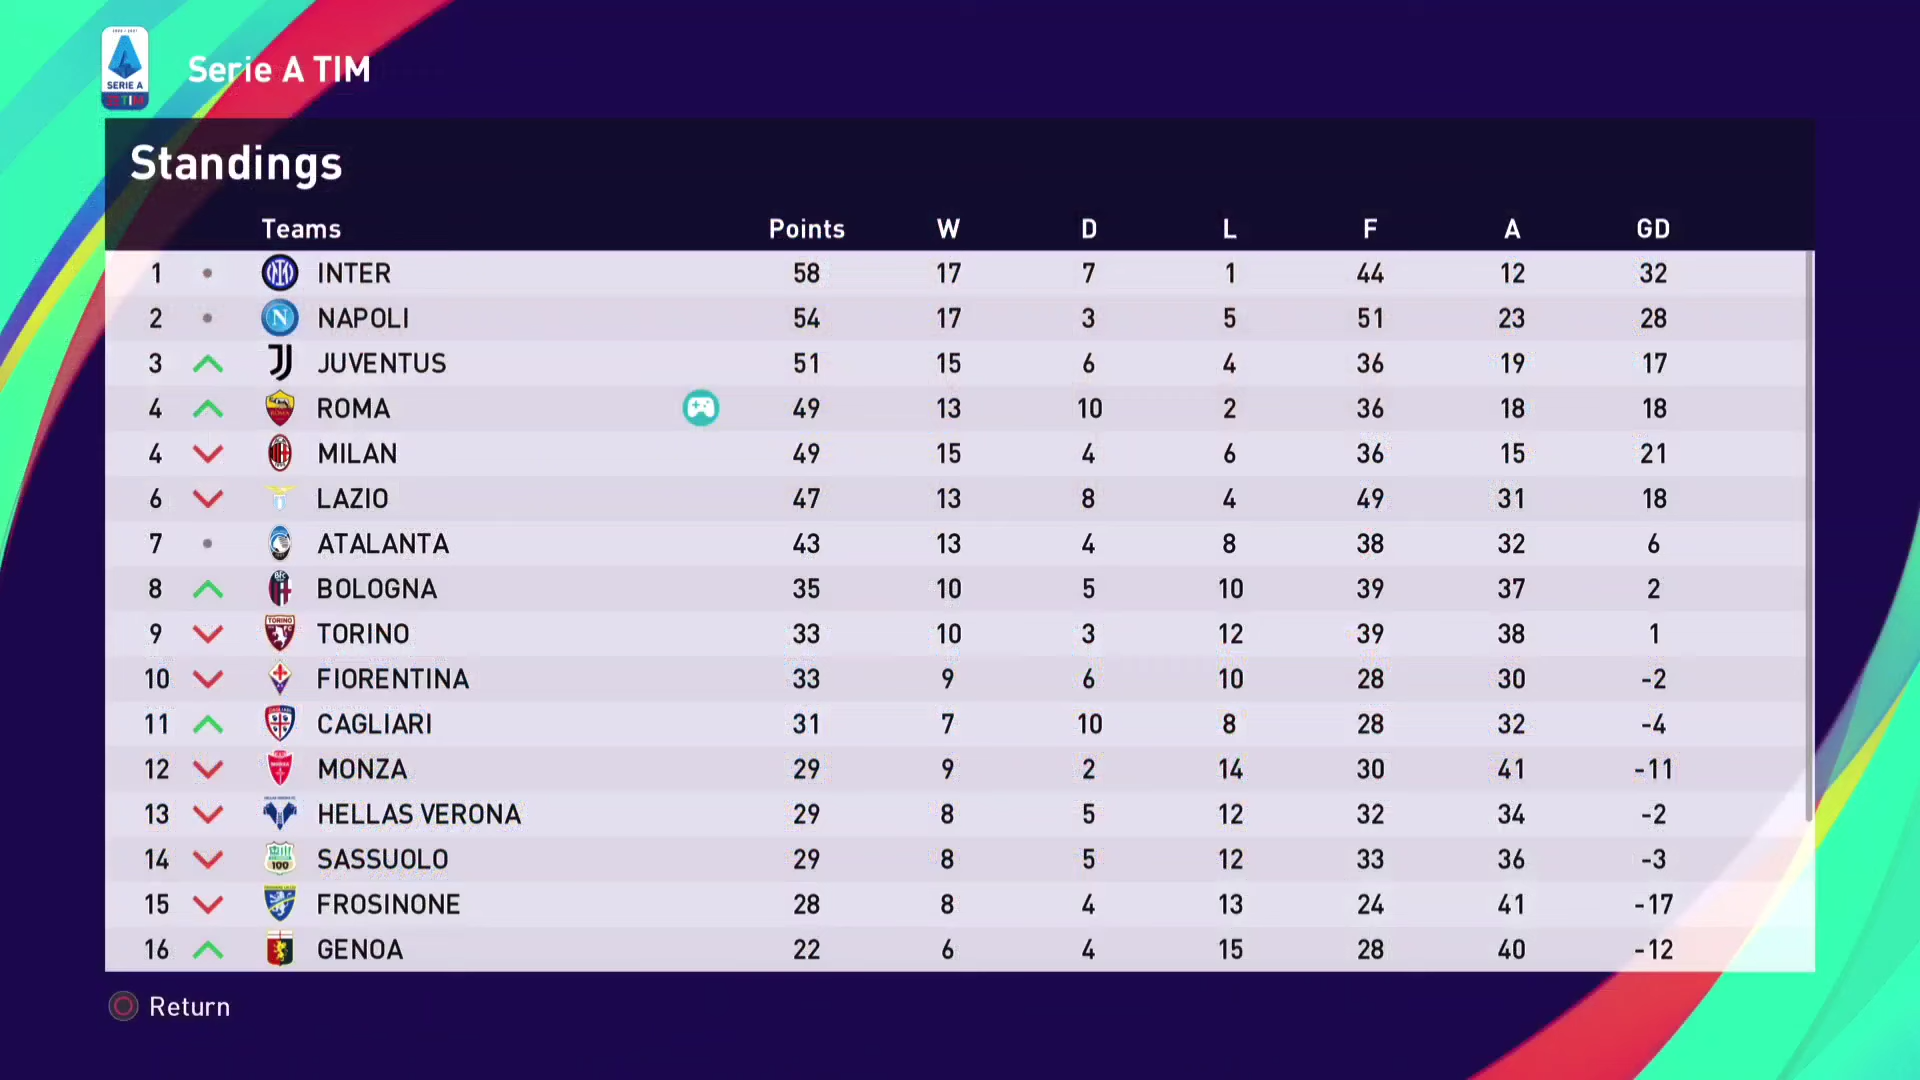 SERIE A
TIM
Serie A TIM
Standings
Teams Points W D L F A GD
1 INTER 58 17 7 1 44 12 32
2 N NAPOLI 54 17 3 5 51 23 28
3 JUVENTUS 51 15 6 4 36 19 17
4 ROMA 49 13 10 2 36 18 18
4 MILAN 49 15 4 6 36 15 21
6 LAZIO 47 13 8 4 49 31 18
7 ATALANTA 43 13 4 8 38 32 6
8 BOLOGNA 35 10 5 10 39 37 2
9 TORINO TORINO 33 10 3 12 39 38 1
10 FIORENTINA 33 9 6 10 28 30 -2
11 CAGLIARI 31 7 10 8 28 32 -4
12 MONZA 29 9 2 14 30 41 -11
13 HELLAS VERONA 29 8 5 12 32 34 -2
14 100 SASSUOLO 29 8 5 12 33 36 -3
15 FROSINONE 28 8 4 13 24 41 -17
16 GENOA 22 6 4 15 28 40 -12
Return